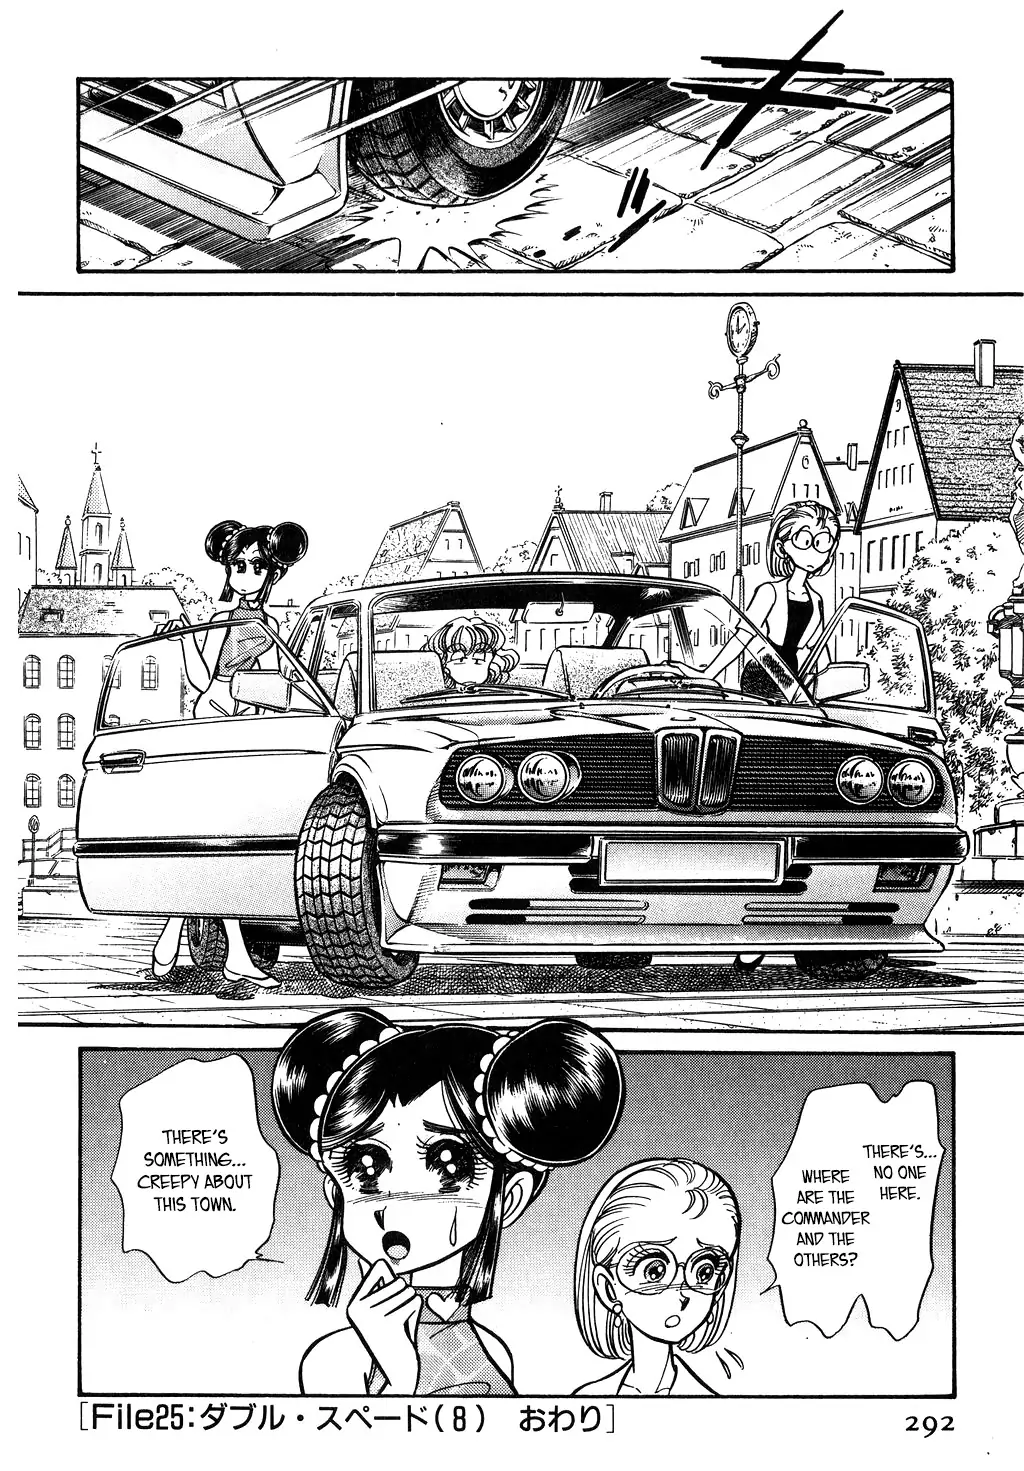 THERE'S...
NO ONE
HERE.
WHERE
ARE THE
COMMANDER
AND THE
OTHERS?
THERE'S
SOMETHING...
CREEPY ABOUT
THIS TOWN.
[File25:ダブル・スペード(8) おわり]
292